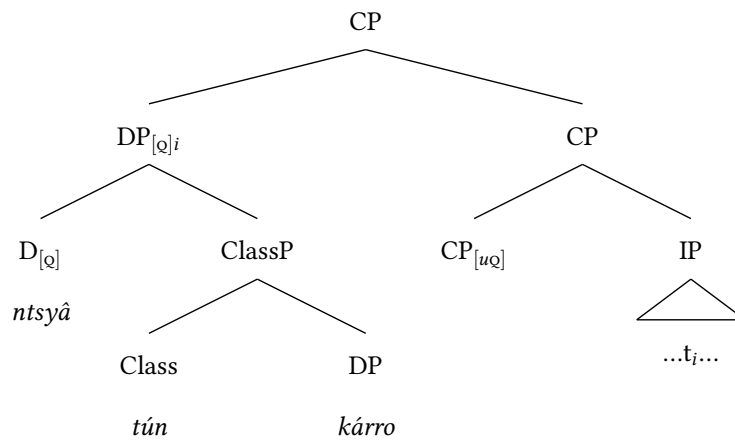 CP
DP[Q]i CP
D[Q] ClassP CP[uQ] IP
ntsyâ
Class DP ...ti...
tún kárro